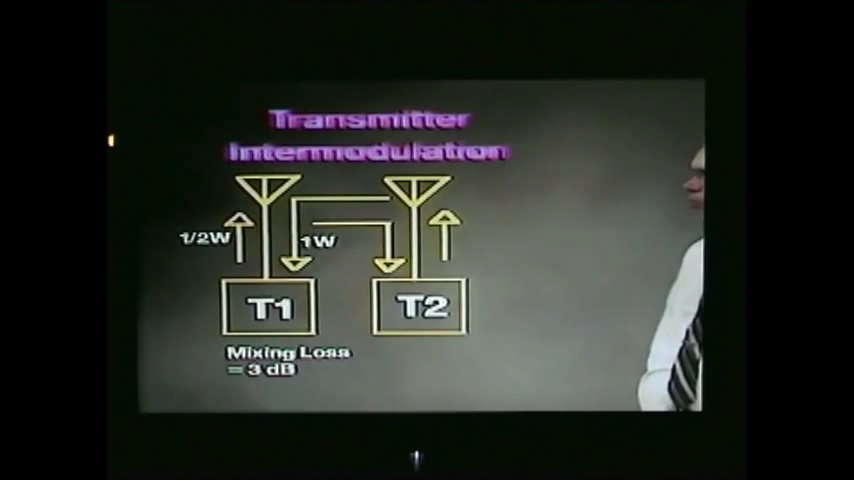 Transmitter
Intermodulation
1/2W
1W
T1
T2
Mixing Loss
= 3 dB